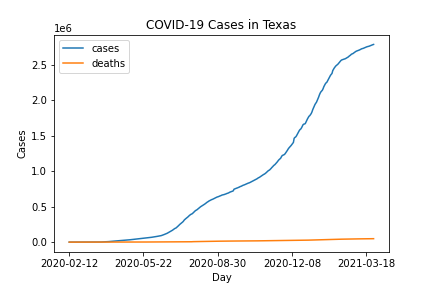 COVID-19 Cases in Texas
1e6
cases
deaths
2.5
2.0
1.5
1.0
0.5
0.0
Cases
2020-02-12 2020-05-22 2020-08-30 2020-12-08 2021-03-18
Day